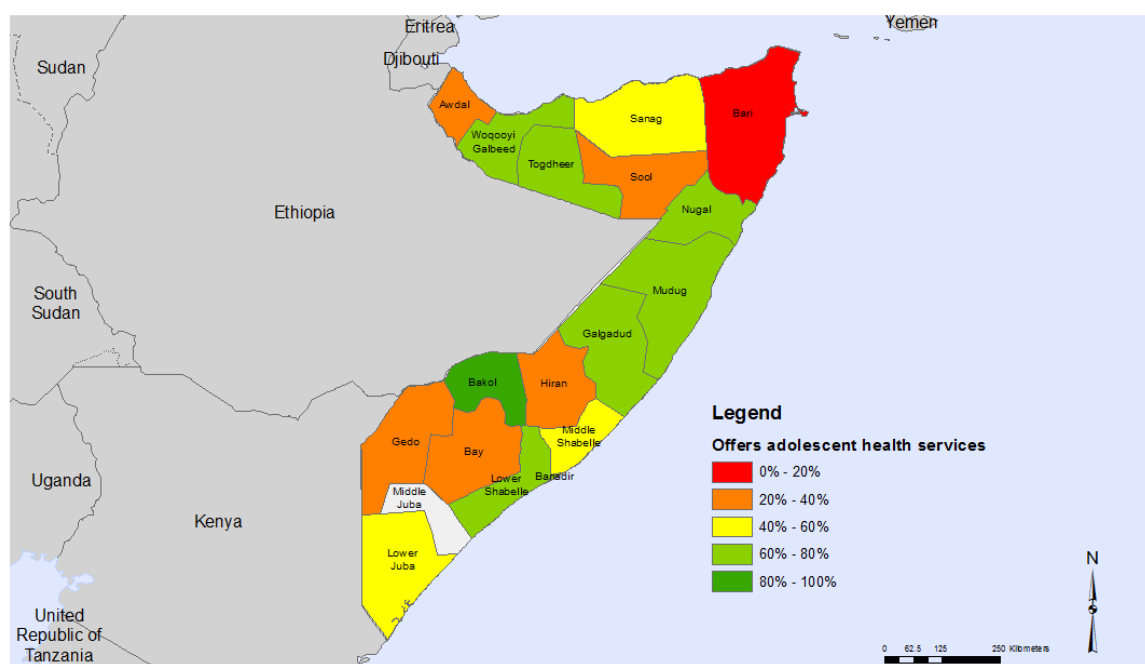 Eritrea
Yemen
Djibouti
Sudan
Awdal
Bari
Sanag
Woqooyi
Galbeed
Togdheer
Sool
Nugal
Ethiopia
Mudug
South
Sudan
Galgadud
Bakol
Hiran
Gedo
Bay
Middle
Shabelle
Lower
Shabelle
Banadir
Middle
Juba
Lower
Juba
Uganda
Kenya
United
Republic of
Tanzania
Legend
Offers adolescent health services
0% - 20%
20% - 40%
40% - 60%
60% - 80%
80% - 100%
N
0 62.5 125 250 Kilometers